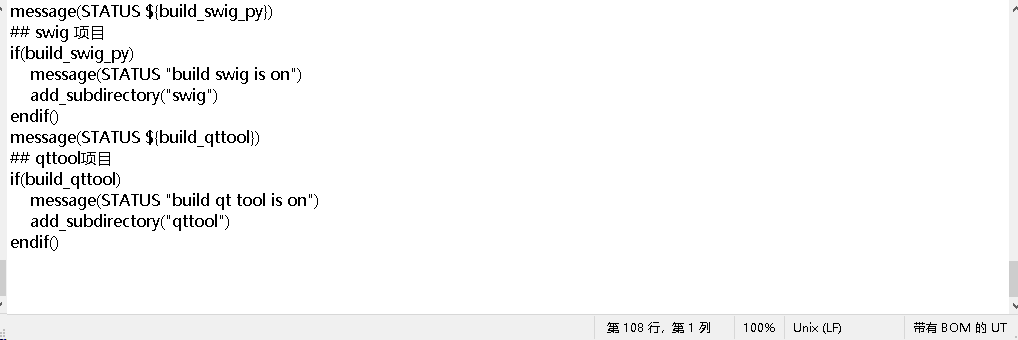 message(STATUS ${build_swig_py})
## swig 项目
if(build_swig_py)
message(STATUS "build swig is on")
add_subdirectory("swig")
endif()
message(STATUS ${build_qttool})
## qttool项目
if(build_qttool)
message(STATUS "build qt tool is on")
add_subdirectory("qttool")
endif()
第 108 行，第 1 列 100% Unix (LF) 带有 BOM 的 UT